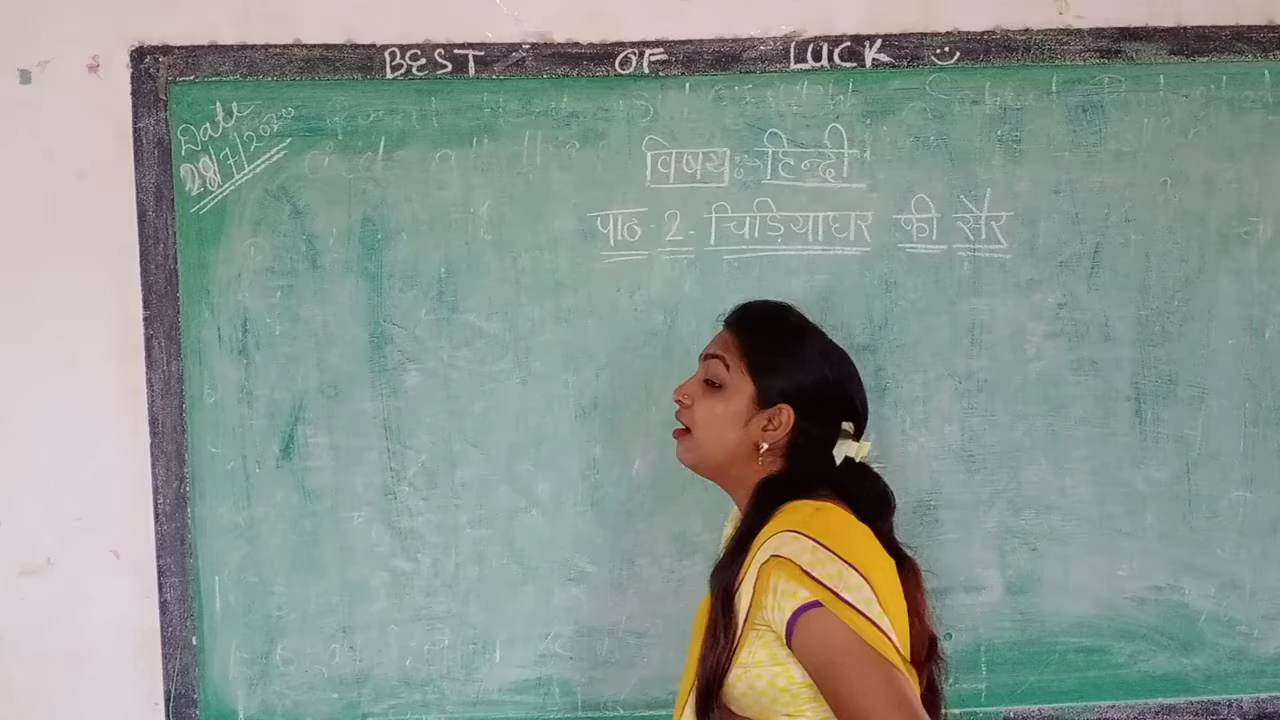 BEST OF LUCK
Date
28/7/2020
विषय :- हिन्दी
पाठ 2. चिड़ियाघर की सैर